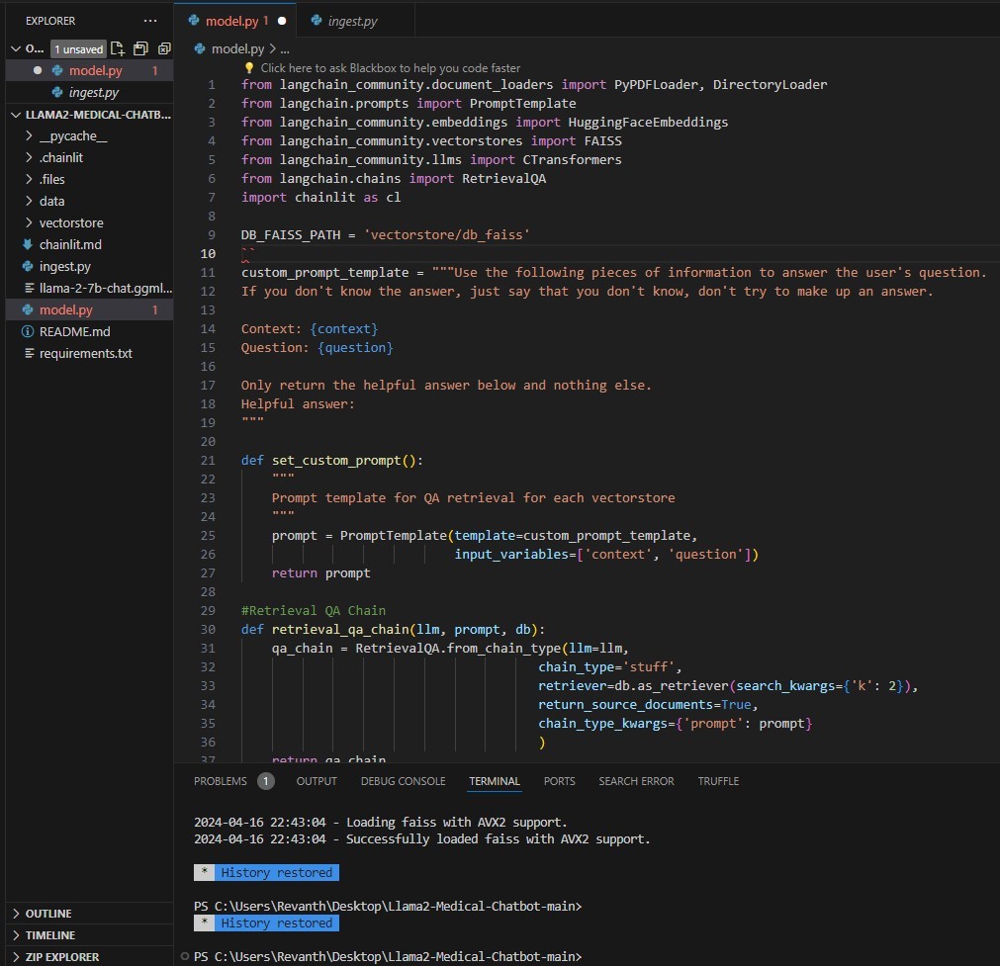 EXPLORER ...
O... 1 unsaved
model.py 1
ingest.py
LLAMA2-MEDICAL-CHATB...
__pycache__
.chainlit
.files
data
vectorstore
chainlit.md
ingest.py
llama-2-7b-chat.ggml...
model.py 1
README.md
requirements.txt
OUTLINE
TIMELINE
ZIP EXPLORER
model.py 1 ingest.py
model.py > ...
Click here to ask Blackbox to help you code faster
1 from langchain_community.document_loaders import PyPDFLoader, DirectoryLoader
2 from langchain.prompts import PromptTemplate
3 from langchain_community.embeddings import HuggingFaceEmbeddings
4 from langchain_community.vectorstores import FAISS
5 from langchain_community.llms import CTransformers
6 from langchain.chains import RetrievalQA
7 import chainlit as cl
8
9 DB_FAISS_PATH = 'vectorstore/db_faiss'
10 ``
11 custom_prompt_template = """Use the following pieces of information to answer the user's question.
12 If you don't know the answer, just say that you don't know, don't try to make up an answer.
13
14 Context: {context}
15 Question: {question}
16
17 Only return the helpful answer below and nothing else.
18 Helpful answer:
19 """
20
21 def set_custom_prompt():
22 """
23 Prompt template for QA retrieval for each vectorstore
24 """
25 prompt = PromptTemplate(template=custom_prompt_template,
26 input_variables=['context', 'question'])
27 return prompt
28
29 #Retrieval QA Chain
30 def retrieval_qa_chain(llm, prompt, db):
31 qa_chain = RetrievalQA.from_chain_type(llm=llm,
32 chain_type='stuff',
33 retriever=db.as_retriever(search_kwargs={'k': 2}),
34 return_source_documents=True,
35 chain_type_kwargs={'prompt': prompt}
36 )
37 return qa_chain
PROBLEMS 1 OUTPUT DEBUG CONSOLE TERMINAL PORTS SEARCH ERROR TRUFFLE
2024-04-16 22:43:04 - Loading faiss with AVX2 support.
2024-04-16 22:43:04 - Successfully loaded faiss with AVX2 support.
* History restored
PS C:\Users\Revanth\Desktop\Llama2-Medical-Chatbot-main>
* History restored
PS C:\Users\Revanth\Desktop\Llama2-Medical-Chatbot-main>